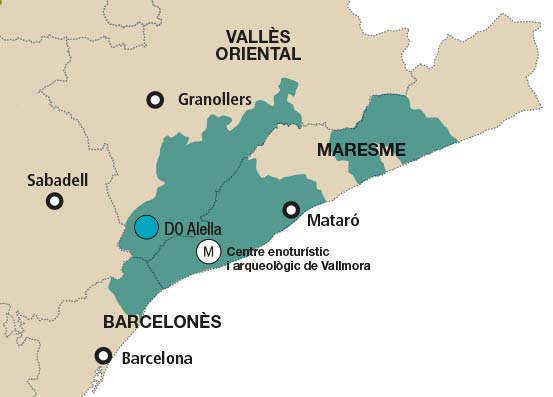 VALLÈS
ORIENTAL
Granollers
MARESME
Sabadell
Mataró
DO Alella
M
Centre enoturístic
i arqueològic de Vallmora
BARCELONÈS
Barcelona